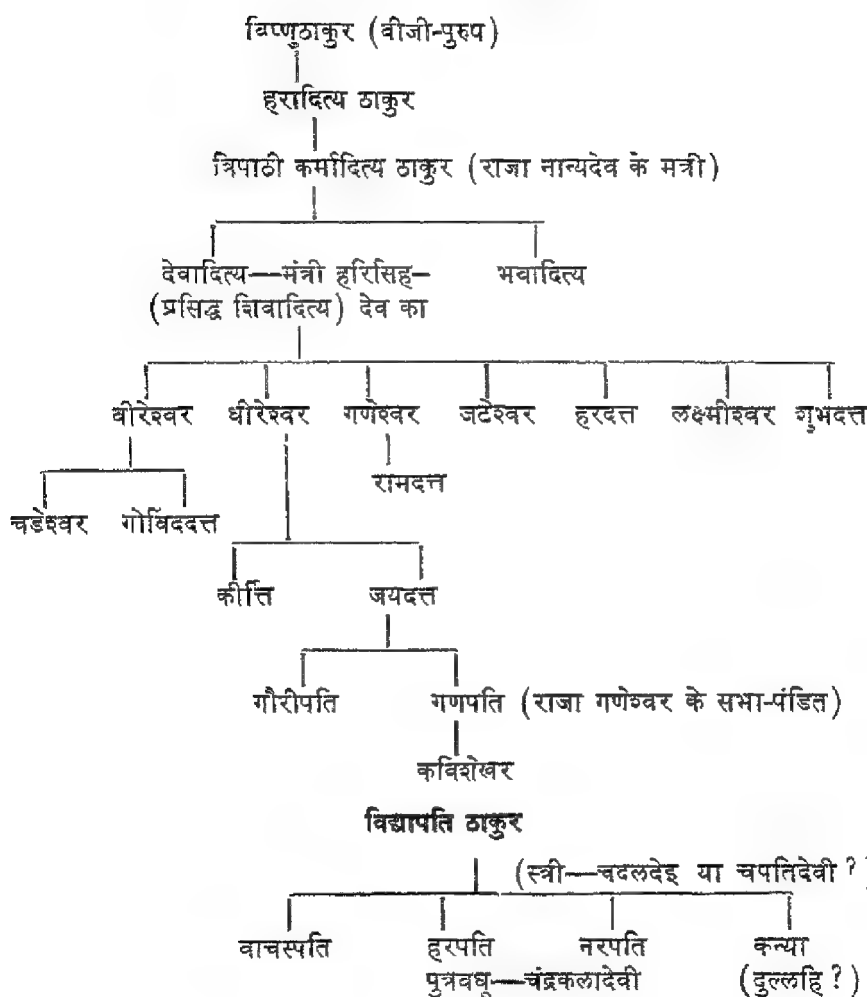 विष्णुठाकुर (वीजी-पुरुष)
हरादित्य ठाकुर
त्रिपाठी कर्मादित्य ठाकुर (राजा नान्यदेव के मत्री)
देवादित्य—मंत्री हरिसिह– भवादित्य
(प्रसिद्ध शिवादित्य) देव का
वीरेश्वर धीरेश्वर गणेश्वर जटेश्वर हरदत्त लक्ष्मीश्वर शुभदत्त
रामदत्त
चडेश्वर गोविददत्त
कीर्त्ति जयदत्त
गौरीपति गणपति (राजा गणेश्वर के सभा-पंडित)
कविशेखर
विद्यापति ठाकुर
(स्त्री—चदलदेइ या चपतिदेवी ?)
वाचस्पति हरपति नरपति कन्या
पुत्रवधू—चंद्रकलादेवी (दुल्लहि ?)